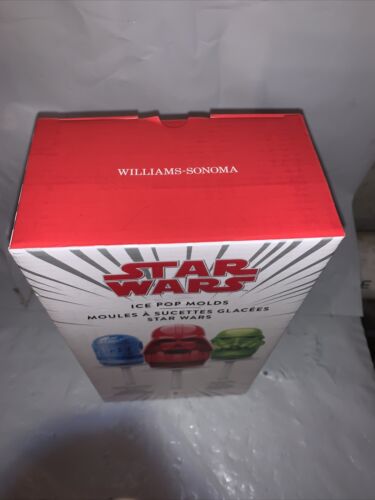 WILLIAMS-SONOMA
STAR
WARS
ICE POP MOLDS
MOULES À SUCETTES GLACÉES
STAR WARS